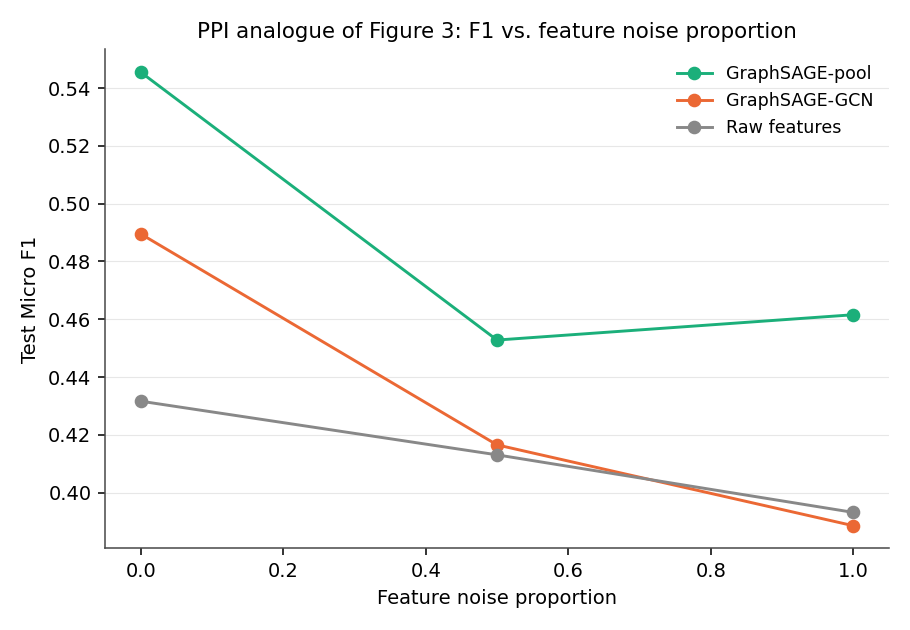 PPI analogue of Figure 3: F1 vs. feature noise proportion
GraphSAGE-pool
GraphSAGE-GCN
Raw features
Test Micro F1
0.54
0.52
0.50
0.48
0.46
0.44
0.42
0.40
0.0 0.2 0.4 0.6 0.8 1.0
Feature noise proportion